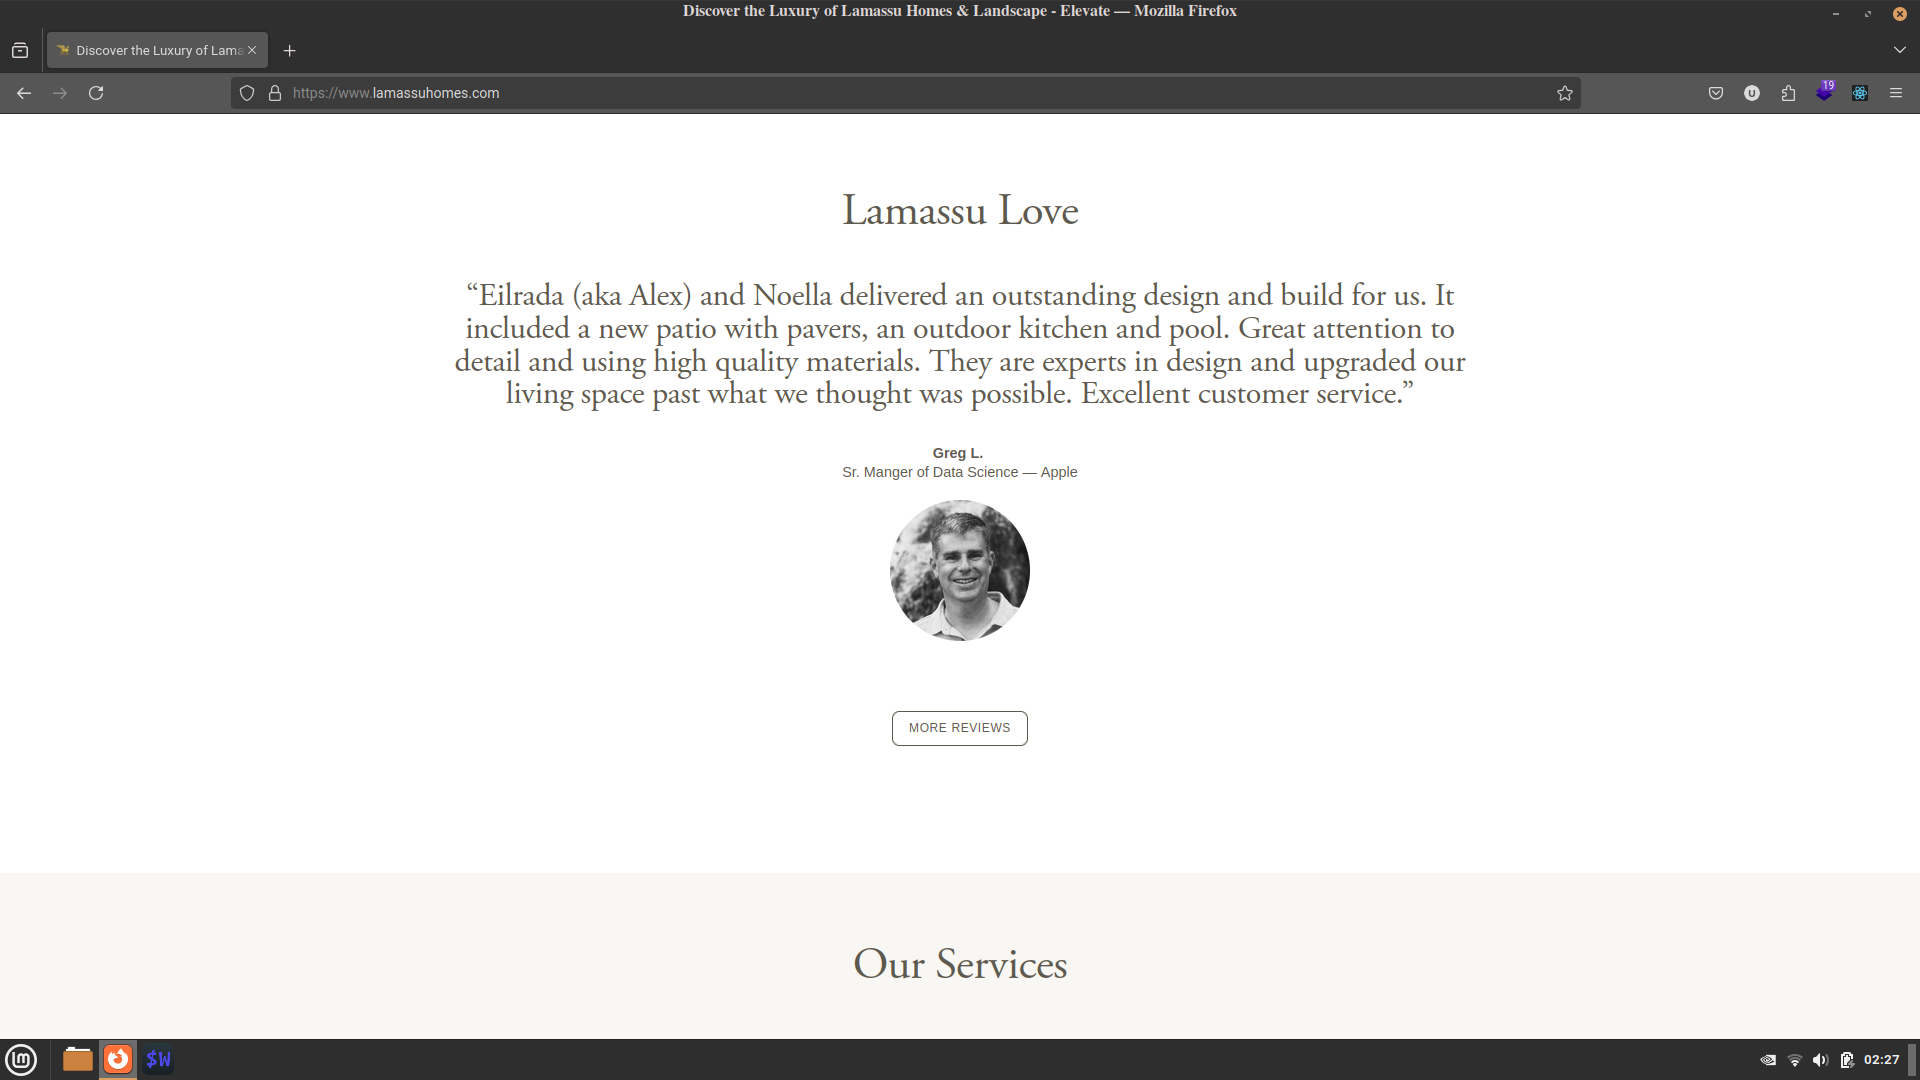 Discover the Luxury of Lamassu Homes & Landscape - Elevate — Mozilla Firefox
Discover the Luxury of Lama
https://www.lamassuhomes.com
19
Lamassu Love
“Eilrada (aka Alex) and Noella delivered an outstanding design and build for us. It
included a new patio with pavers, an outdoor kitchen and pool. Great attention to
detail and using high quality materials. They are experts in design and upgraded our
living space past what we thought was possible. Excellent customer service.”
Greg L.
Sr. Manger of Data Science — Apple
MORE REVIEWS
Our Services
$W
02:27